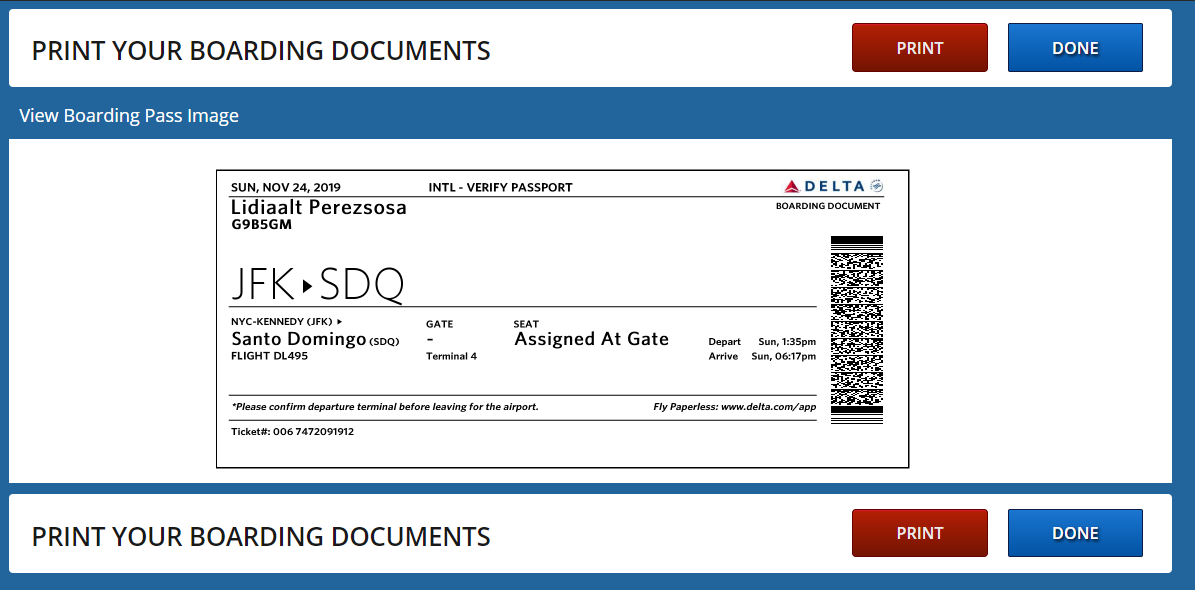 PRINT YOUR BOARDING DOCUMENTS
PRINT
DONE
View Boarding Pass Image
SUN, NOV 24, 2019
INTL - VERIFY PASSPORT
DELTA
BOARDING DOCUMENT
Lidiaalt Perezsosa
G9B5GM
JFK▸SDQ
NYC-KENNEDY (JFK) ▸
Santo Domingo (SDQ)
FLIGHT DL495
GATE
-
Terminal 4
SEAT
Assigned At Gate
Depart Sun, 1:35pm
Arrive Sun, 06:17pm
*Please confirm departure terminal before leaving for the airport.
Fly Paperless: www.delta.com/app
Ticket#: 006 7472091912
PRINT YOUR BOARDING DOCUMENTS
PRINT
DONE